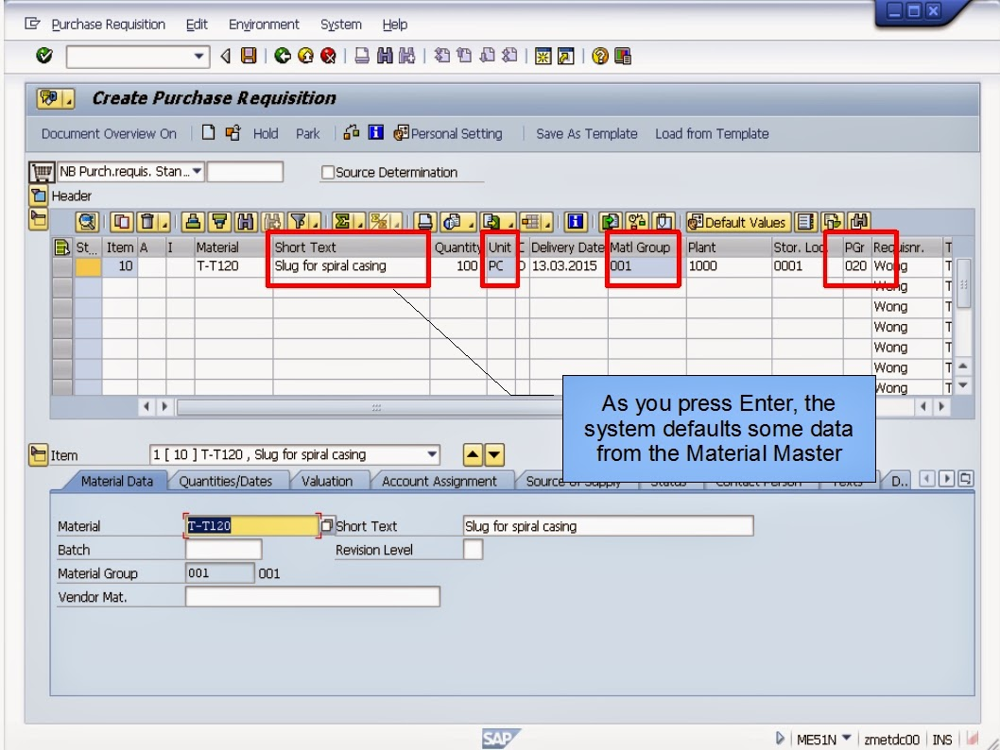 Purchase Requisition Edit Environment System Help
Create Purchase Requisition
Document Overview On Hold Park Personal Setting Save As Template Load from Template
NB Purch.requis. Stan... Source Determination
Header
Default Values
St... Item A I Material Short Text Quantity Unit C Delivery Date Matl Group Plant Stor. Loc PGr Requisnr. T
10 T-T120 Slug for spiral casing 100 PC D 13.03.2015 001 1000 0001 020 Wong T
Wong T
Wong T
Wong T
Wong T
Wong T
Wong T
As you press Enter, the
system defaults some data
from the Material Master
Item 1 [ 10 ] T-T120 , Slug for spiral casing
Material Data Quantities/Dates Valuation Account Assignment Source of Supply Status Contact Person Texts D..
Material T-T120 Short Text Slug for spiral casing
Batch Revision Level
Material Group 001 001
Vendor Mat.
SAP ME51N zmetdc00 INS